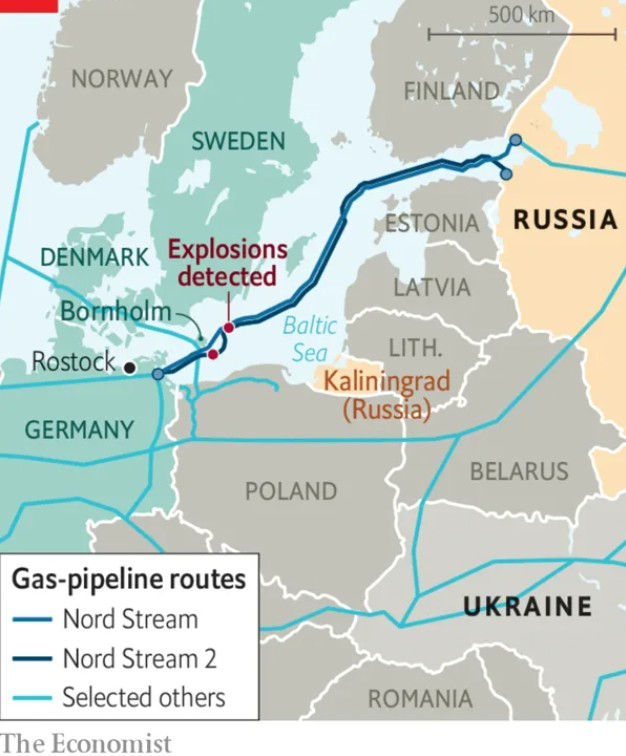 500 km
NORWAY
FINLAND
SWEDEN
RUSSIA
ESTONIA
DENMARK
Explosions
detected
LATVIA
Bornholm
Baltic
Sea
LITH.
Rostock
Kaliningrad
(Russia)
GERMANY
BELARUS
POLAND
Gas-pipeline routes
Nord Stream
Nord Stream 2
Selected others
UKRAINE
ROMANIA
The Economist